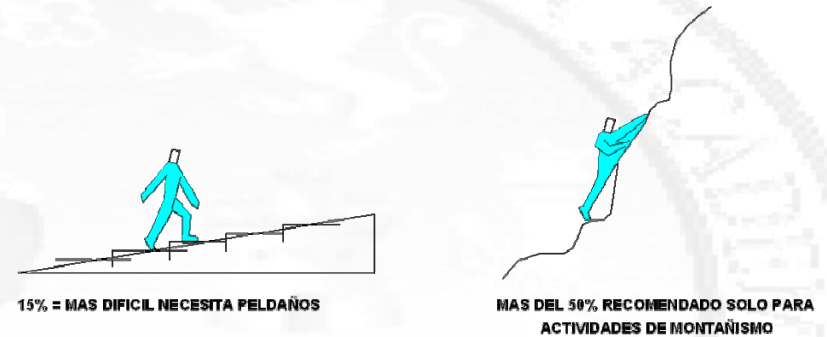 15% = MAS DIFICIL NECESITA PELDAÑOS
MAS DEL 50% RECOMENDADO SOLO PARA
ACTIVIDADES DE MONTAÑISMO